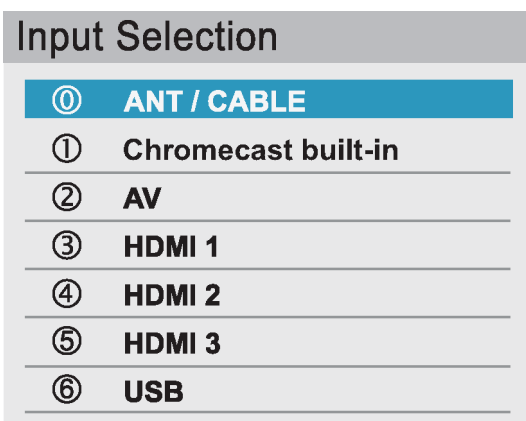 Input Selection
⓪ ANT / CABLE
① Chromecast built-in
② AV
③ HDMI 1
④ HDMI 2
⑤ HDMI 3
⑥ USB